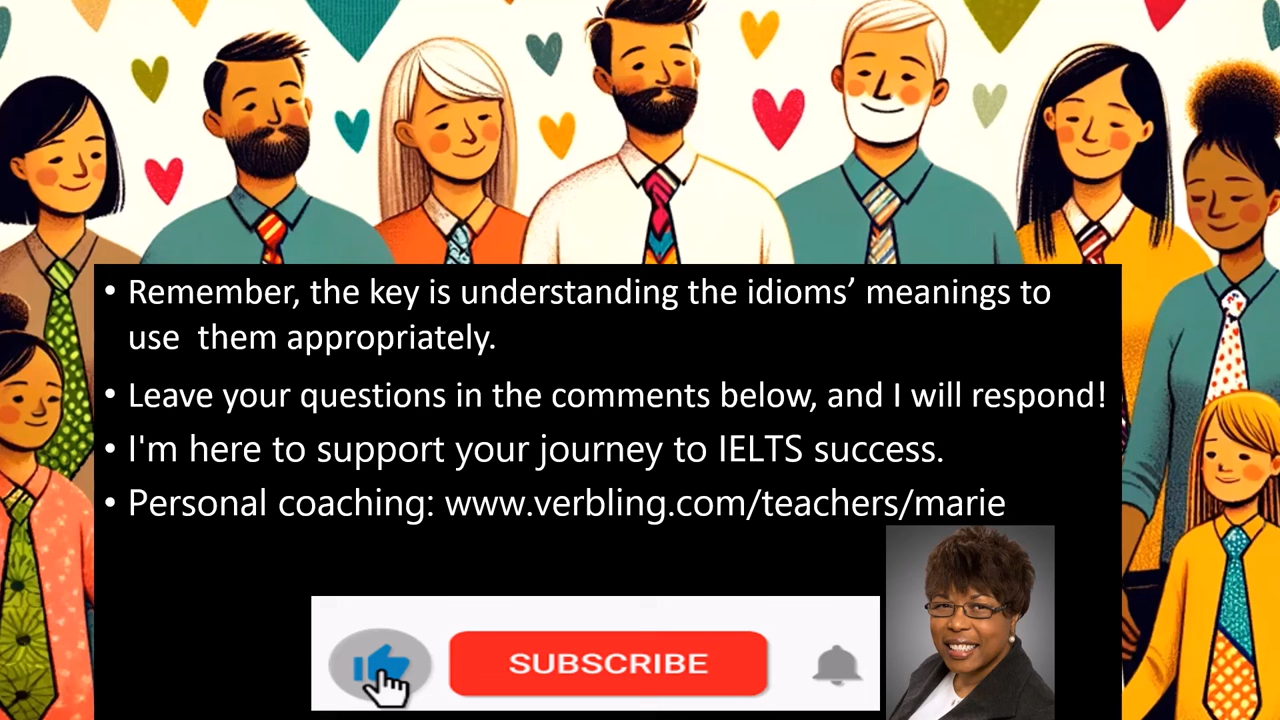 • Remember, the key is understanding the idioms’ meanings to
use  them appropriately.
• Leave your questions in the comments below, and I will respond!
• I'm here to support your journey to IELTS success.
• Personal coaching: www.verbling.com/teachers/marie
SUBSCRIBE